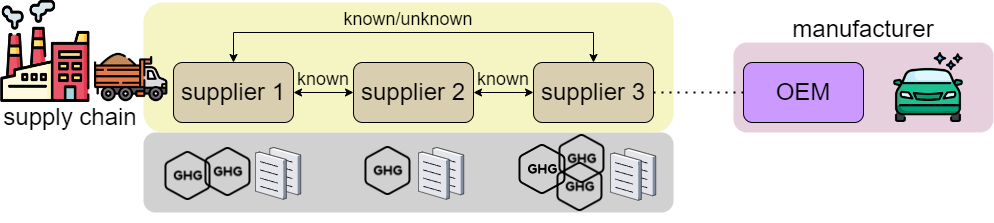 known/unknown
manufacturer
supplier 1
known
supplier 2
known
supplier 3
OEM
supply chain
GHG
GHG
GHG
GHG
GHG
GHG